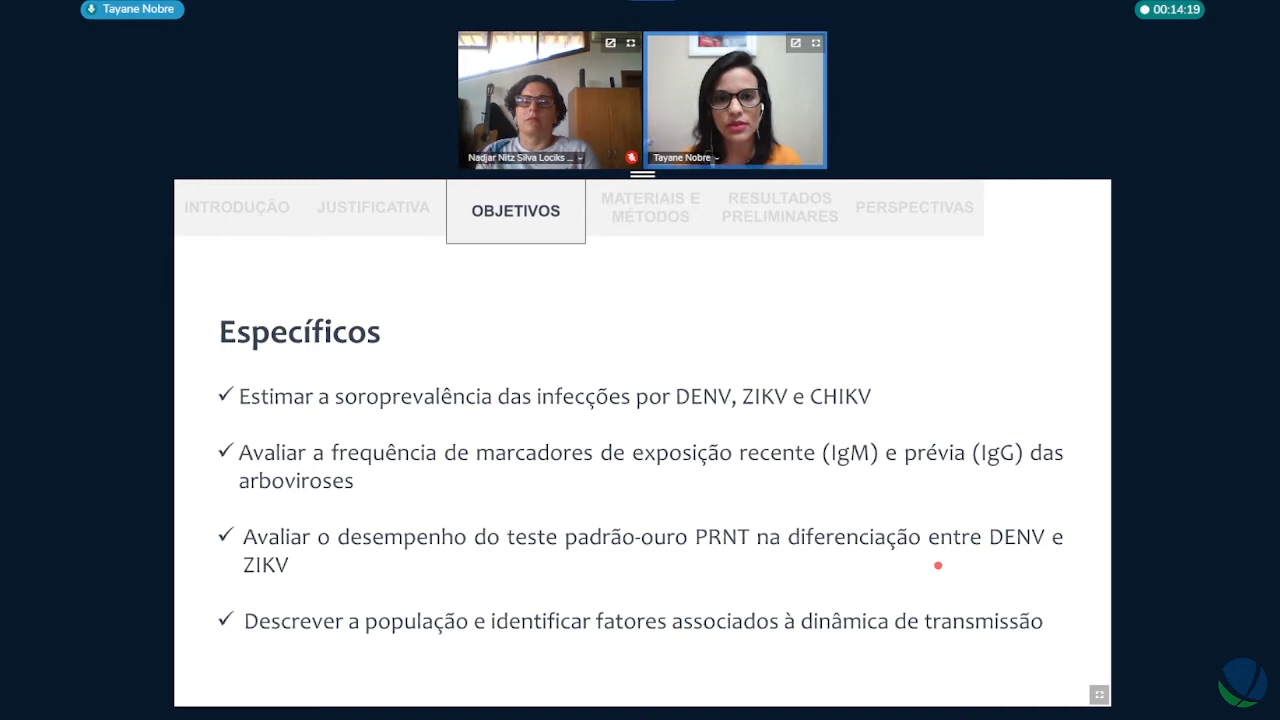 Tayane Nobre
00:14:19
Nadjar Nitz Silva Lociks ...
Tayane Nobre
INTRODUÇÃO
JUSTIFICATIVA
OBJETIVOS
MATERIAIS E
MÉTODOS
RESULTADOS
PRELIMINARES
PERSPECTIVAS
Específicos
✓ Estimar a soroprevalência das infecções por DENV, ZIKV e CHIKV
✓ Avaliar a frequência de marcadores de exposição recente (IgM) e prévia (IgG) das
arboviroses
✓ Avaliar o desempenho do teste padrão-ouro PRNT na diferenciação entre DENV e
ZIKV
✓ Descrever a população e identificar fatores associados à dinâmica de transmissão